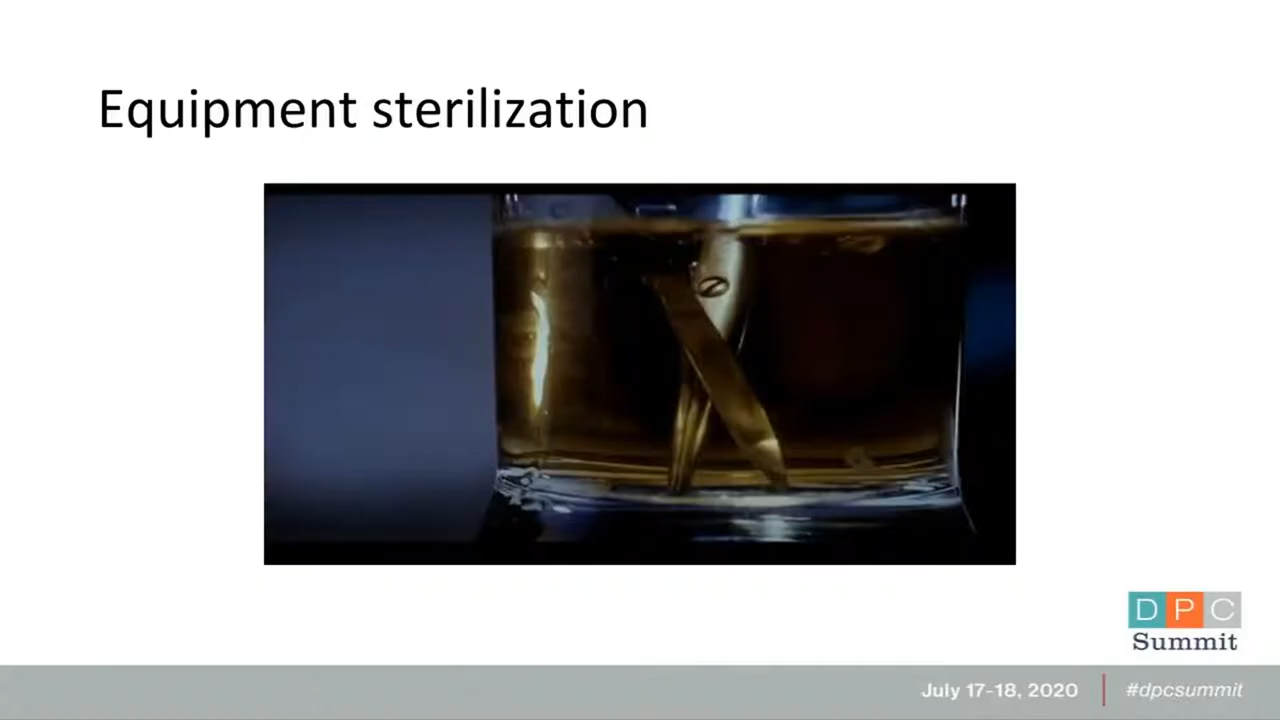 Equipment sterilization
D P C
Summit
July 17-18, 2020 | #dpcsummit